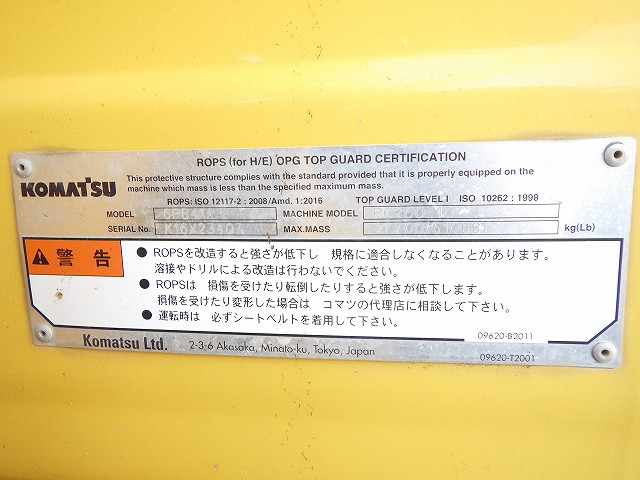 ROPS (for H/E) OPG TOP GUARD CERTIFICATION
KOMATSU
This protective structure complies with the standard provided that it is properly equipped on the
machine which mass is less than the specified maximum mass.
ROPS: ISO 12117-2 : 2008/Amd. 1:2016 TOP GUARD LEVEL I ISO 10262 : 1998
MODEL MACHINE MODEL
SERIAL No. MAX.MASS kg(Lb)
警告
● ROPSを改造すると強さが低下し 規格に適合しなくなることがあります。
溶接やドリルによる改造は行わないでください。
● ROPSは 損傷を受けたり転倒したりすると強さが低下します。
損傷を受けたり変形した場合は コマツの代理店に相談して下さい。
● 運転時は 必ずシートベルトを着用して下さい。
09620-B2011
Komatsu Ltd. 2-3-6 Akasaka, Minato-ku, Tokyo, Japan 09620-T2001